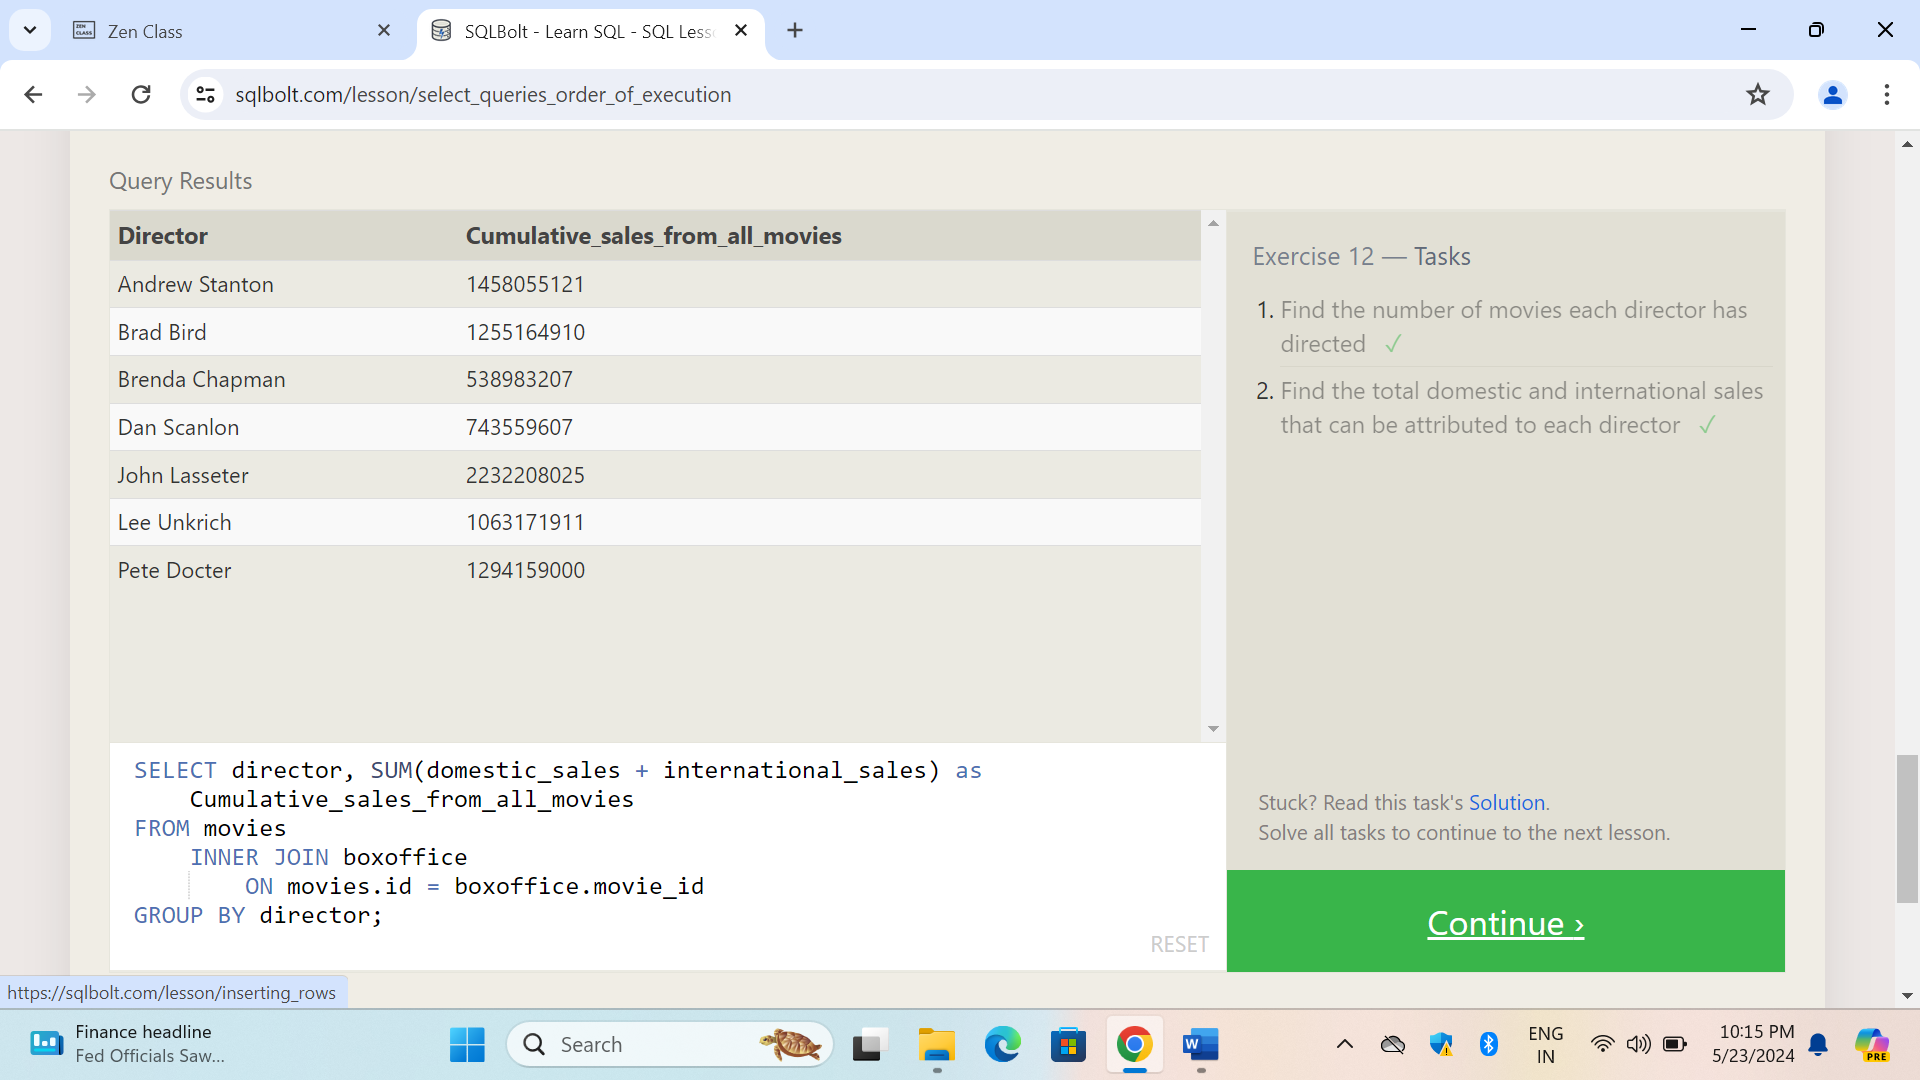 Zen Class
SQLBolt - Learn SQL - SQL Less
sqlbolt.com/lesson/select_queries_order_of_execution
Query Results
Director Cumulative_sales_from_all_movies
Andrew Stanton 1458055121
Brad Bird 1255164910
Brenda Chapman 538983207
Dan Scanlon 743559607
John Lasseter 2232208025
Lee Unkrich 1063171911
Pete Docter 1294159000
Exercise 12 — Tasks
1. Find the number of movies each director has
directed ✓
2. Find the total domestic and international sales
that can be attributed to each director ✓
SELECT director, SUM(domestic_sales + international_sales) as
Cumulative_sales_from_all_movies
FROM movies
INNER JOIN boxoffice
ON movies.id = boxoffice.movie_id
GROUP BY director;
RESET
Stuck? Read this task's Solution.
Solve all tasks to continue to the next lesson.
Continue ›
https://sqlbolt.com/lesson/inserting_rows
Finance headline
Fed Officials Saw...
Search
ENG
IN
10:15 PM
5/23/2024
PRE